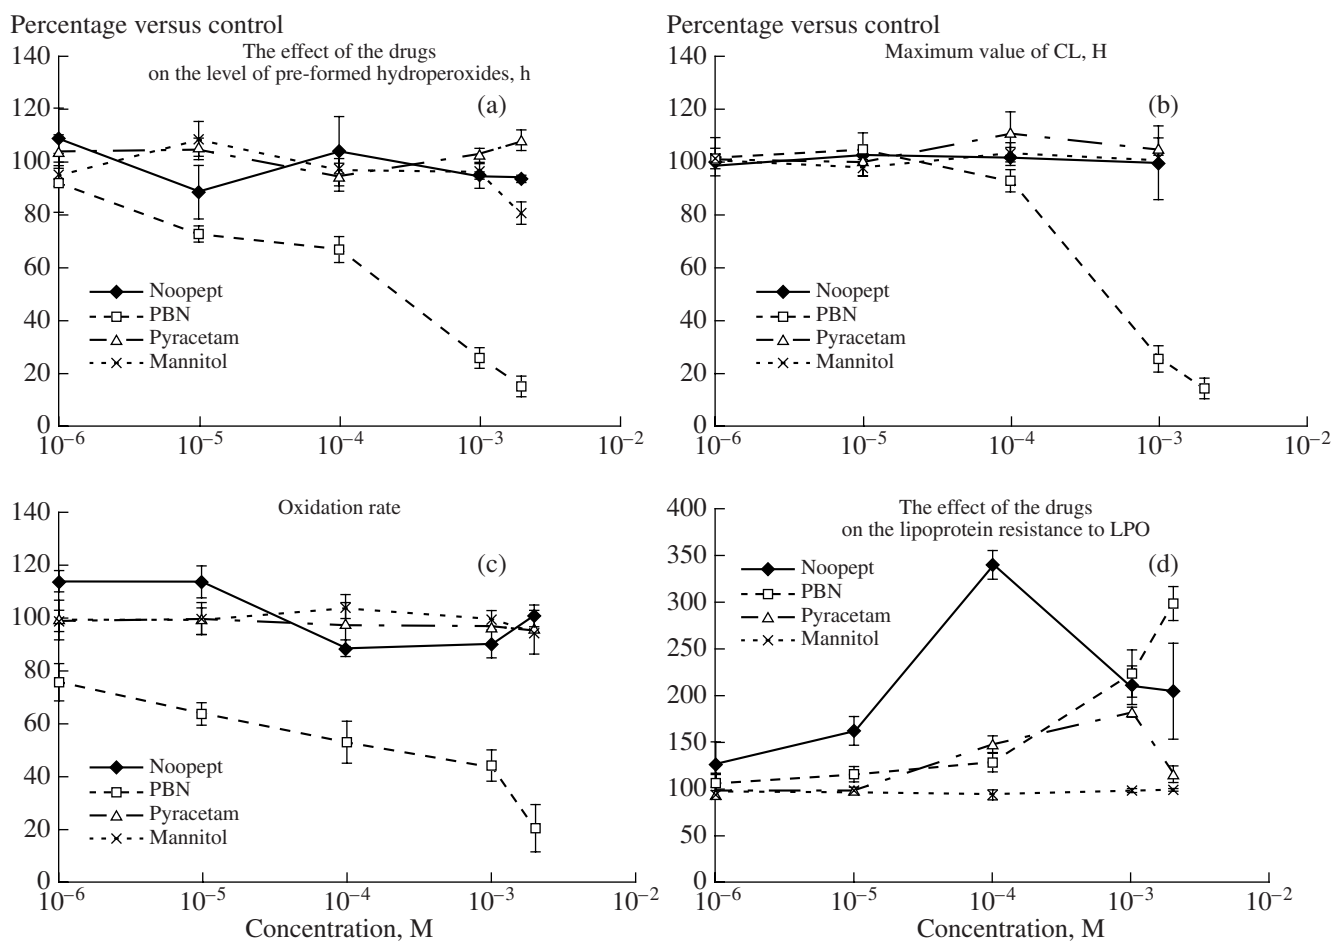 Percentage versus control
The effect of the drugs
on the level of pre-formed hydroperoxides, h
(a)
140
120
100
80
60
40
20
0
Noopept
PBN
Pyracetam
Mannitol
10⁻⁶ 10⁻⁵ 10⁻⁴ 10⁻³ 10⁻²
Percentage versus control
Maximum value of CL, H
(b)
140
120
100
80
60
40
20
0
Noopept
PBN
Pyracetam
Mannitol
10⁻⁶ 10⁻⁵ 10⁻⁴ 10⁻³ 10⁻²
Oxidation rate
(c)
140
120
100
80
60
40
20
0
Noopept
PBN
Pyracetam
Mannitol
10⁻⁶ 10⁻⁵ 10⁻⁴ 10⁻³ 10⁻²
Concentration, M
The effect of the drugs
on the lipoprotein resistance to LPO
(d)
400
350
300
250
200
150
100
50
0
Noopept
PBN
Pyracetam
Mannitol
10⁻⁶ 10⁻⁵ 10⁻⁴ 10⁻³ 10⁻²
Concentration, M